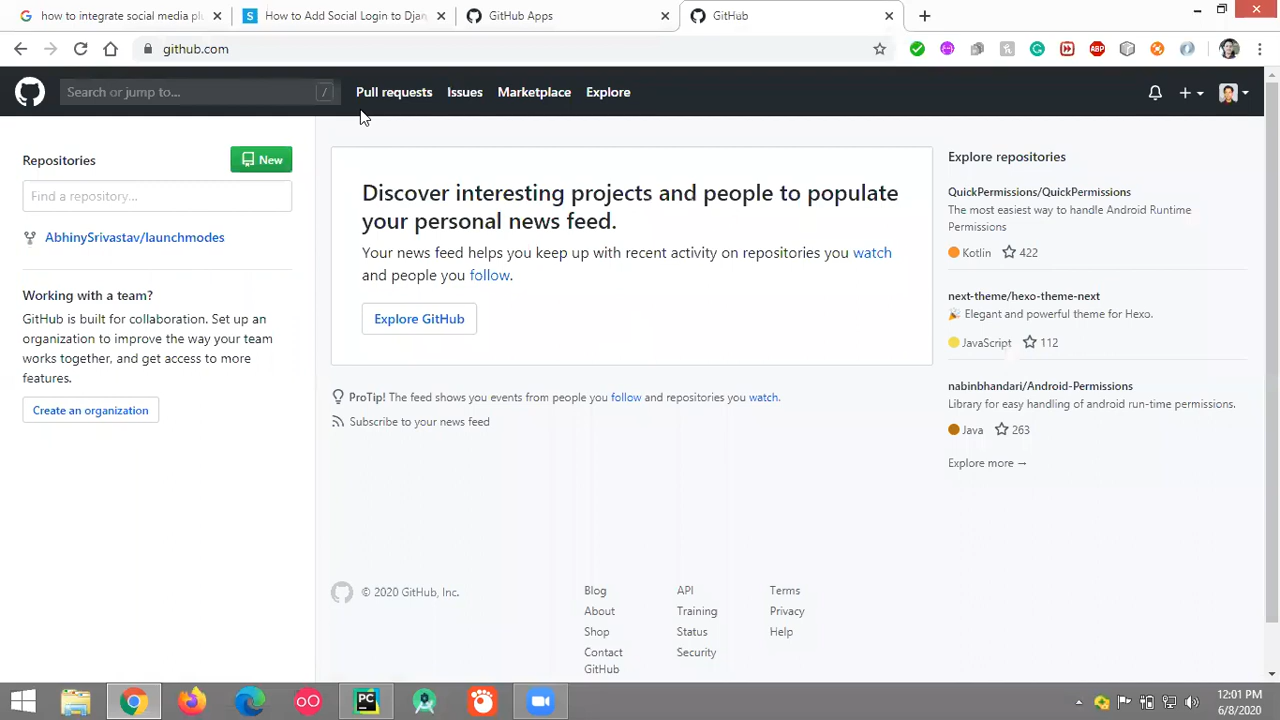 how to integrate social media pl
How to Add Social Login to Djan
GitHub Apps
GitHub
github.com
ABP
Search or jump to...
/
Pull requests
Issues
Marketplace
Explore
Repositories
New
Find a repository...
AbhinySrivastav/launchmodes
Working with a team?
GitHub is built for collaboration. Set up an
organization to improve the way your team
works together, and get access to more
features.
Create an organization
Discover interesting projects and people to populate
your personal news feed.
Your news feed helps you keep up with recent activity on repositories you watch
and people you follow.
Explore GitHub
ProTip! The feed shows you events from people you follow and repositories you watch.
Subscribe to your news feed
Explore repositories
QuickPermissions/QuickPermissions
The most easiest way to handle Android Runtime
Permissions
Kotlin 422
next-theme/hexo-theme-next
🎉 Elegant and powerful theme for Hexo.
JavaScript 112
nabinbhandari/Android-Permissions
Library for easy handling of android run-time permissions.
Java 263
Explore more →
© 2020 GitHub, Inc.
Blog
About
Shop
Contact
GitHub
API
Training
Status
Security
Terms
Privacy
Help
PC
12:01 PM
6/8/2020